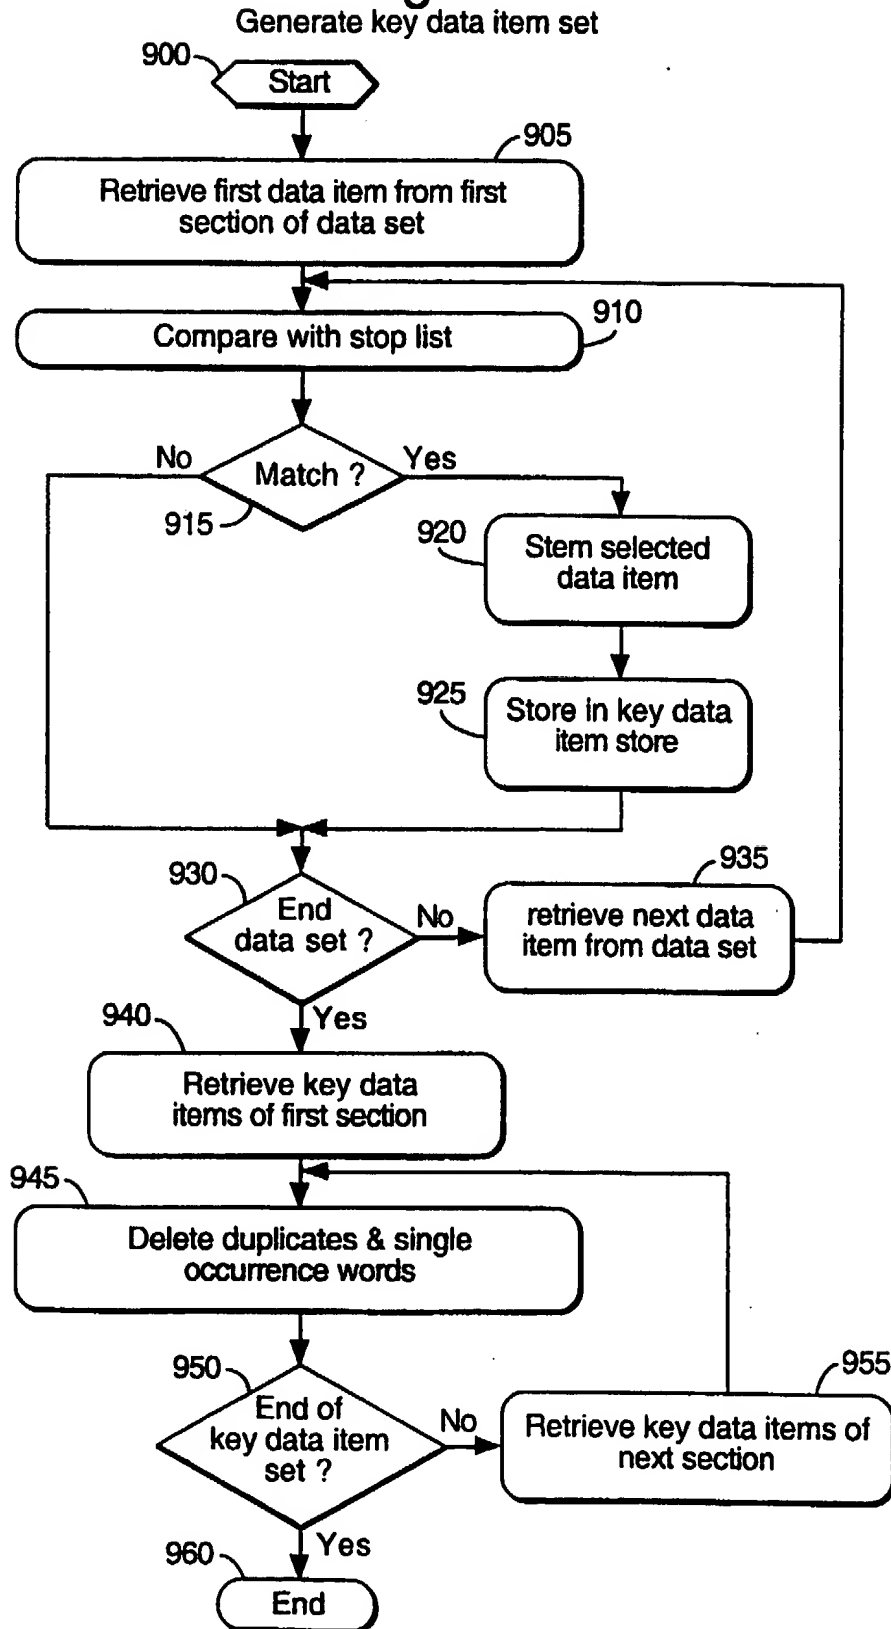 Generate key data item set
900
Start
905
Retrieve first data item from first
section of data set
910
Compare with stop list
No
Match ?
Yes
915
920
Stem selected
data item
925
Store in key data
item store
930
935
End
data set ?
No
retrieve next data
item from data set
Yes
940
Retrieve key data
items of first section
945
Delete duplicates & single
occurrence words
950
955
End of
key data item
set ?
No
Retrieve key data items of
next section
Yes
960
End